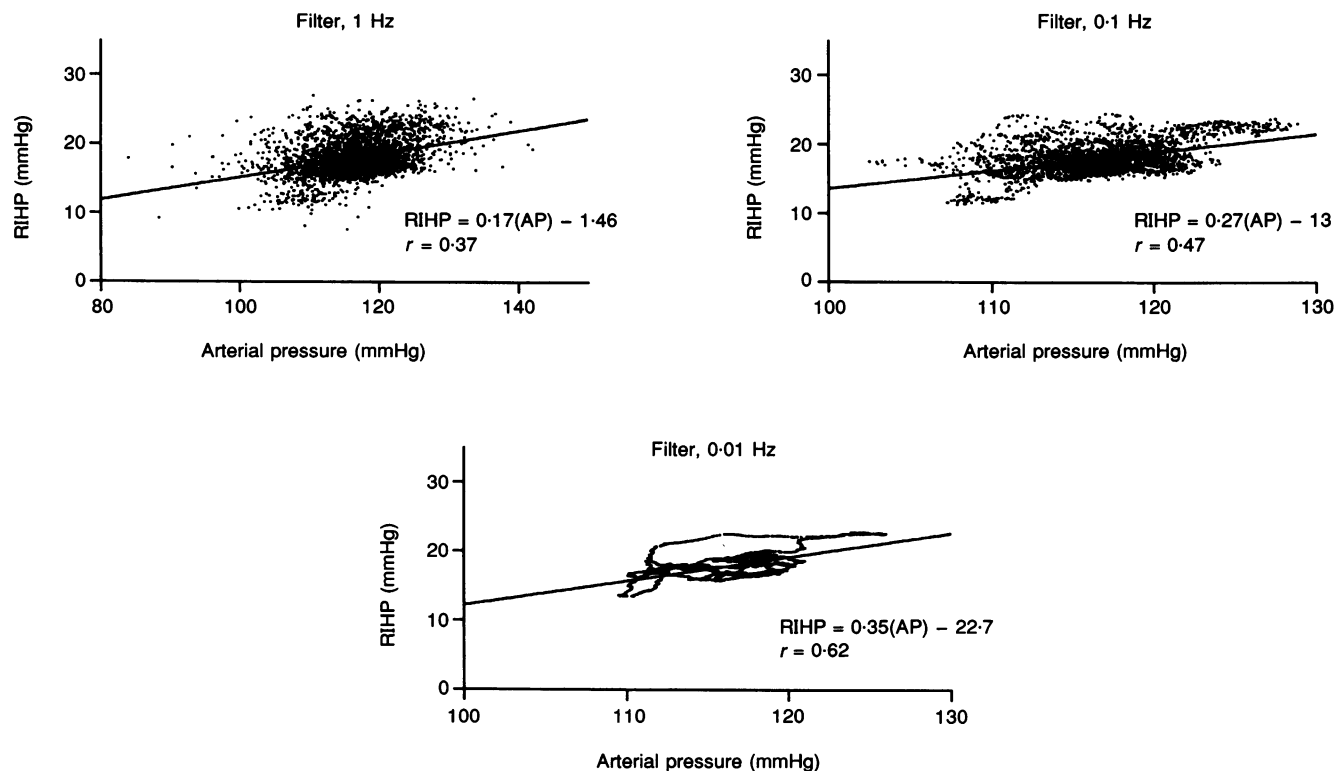 Filter, 1 Hz
30
20
10
0
RIHP (mmHg)
RIHP = 0·17(AP) – 1·46
r = 0·37
80 100 120 140
Arterial pressure (mmHg)
Filter, 0·1 Hz
30
20
10
0
RIHP (mmHg)
RIHP = 0·27(AP) – 13
r = 0·47
100 110 120 130
Arterial pressure (mmHg)
Filter, 0·01 Hz
30
20
10
0
RIHP (mmHg)
RIHP = 0·35(AP) – 22·7
r = 0·62
100 110 120 130
Arterial pressure (mmHg)